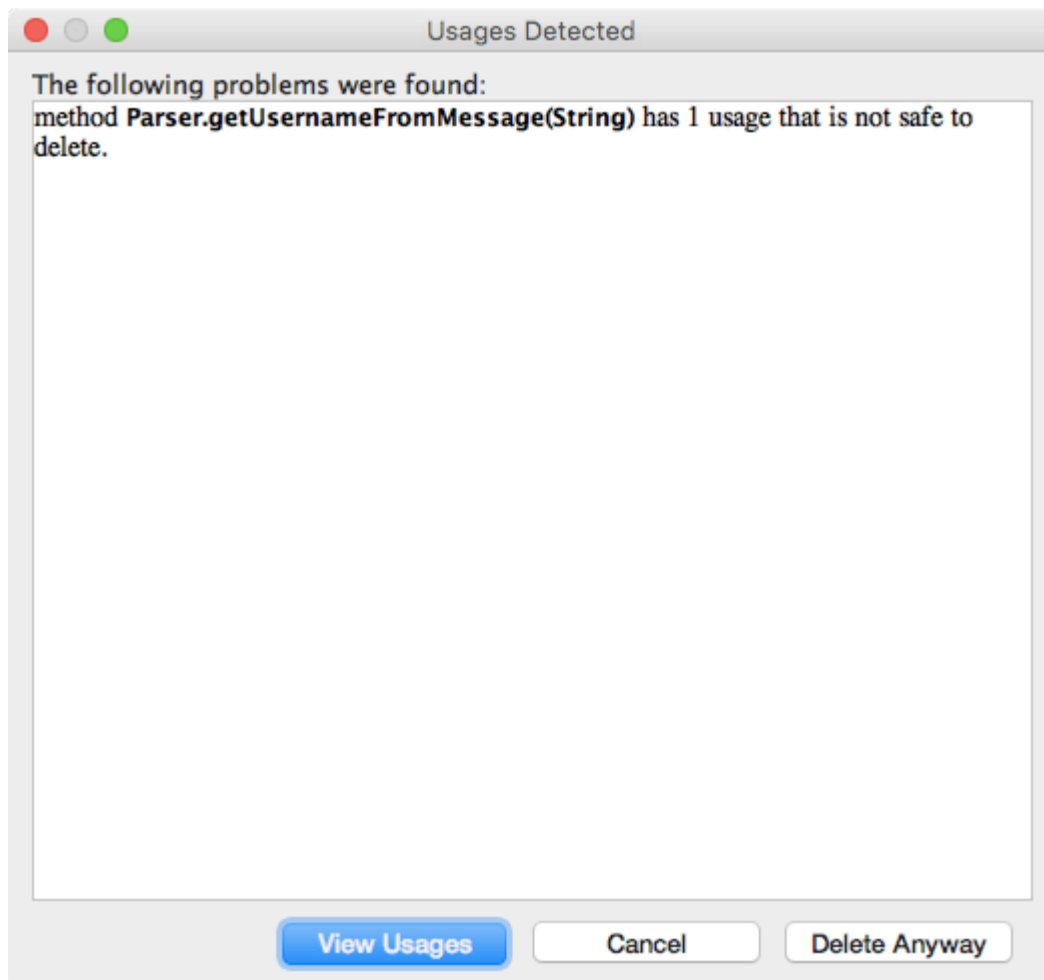 Usages Detected
The following problems were found:
method Parser.getUsernameFromMessage(String) has 1 usage that is not safe to
delete.
View Usages
Cancel
Delete Anyway